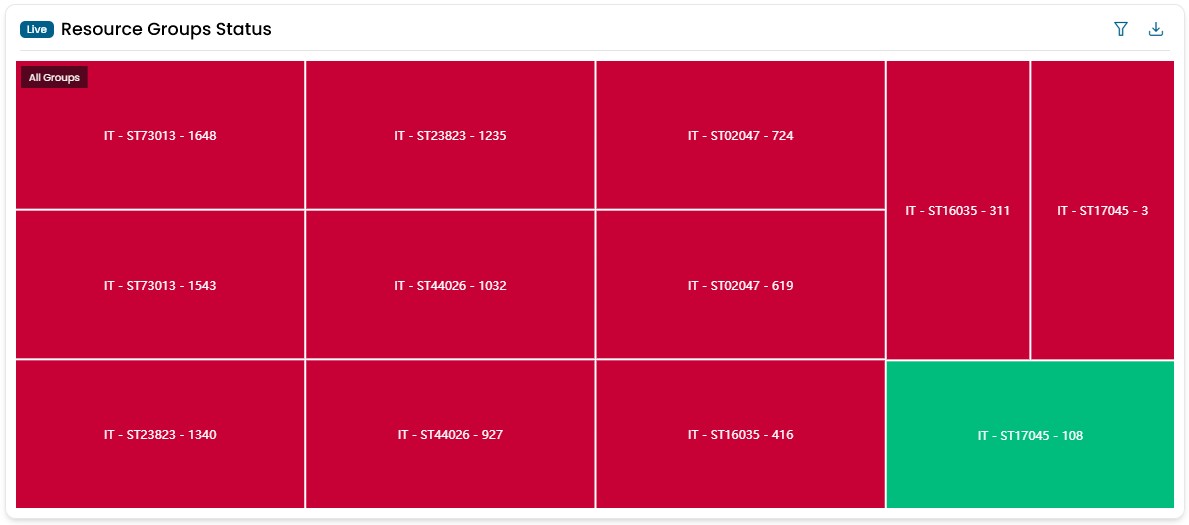 Live Resource Groups Status
All Groups
IT - ST73013 - 1648
IT - ST23823 - 1235
IT - ST02047 - 724
IT - ST16035 - 311
IT - ST17045 - 3
IT - ST73013 - 1543
IT - ST44026 - 1032
IT - ST02047 - 619
IT - ST23823 - 1340
IT - ST44026 - 927
IT - ST16035 - 416
IT - ST17045 - 108